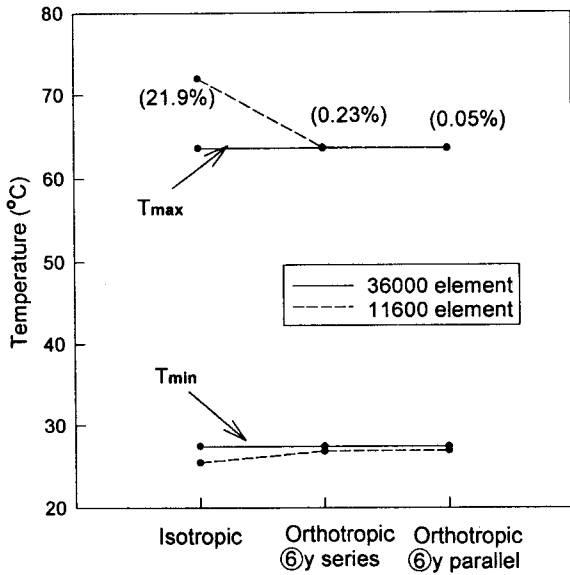 80
70
60
50
40
30
20
Temperature (°C)
(21.9%)
(0.23%)
(0.05%)
Tmax
36000 element
11600 element
Tmin
Isotropic
Orthotropic
⑥y series
Orthotropic
⑥y parallel